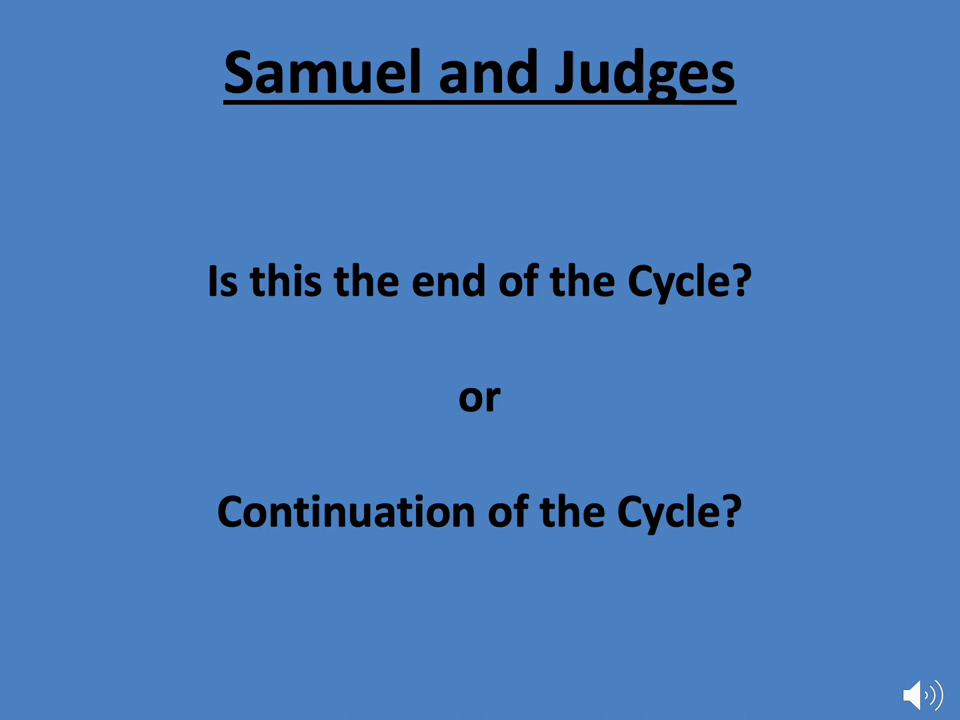 Samuel and Judges
Is this the end of the Cycle?
or
Continuation of the Cycle?